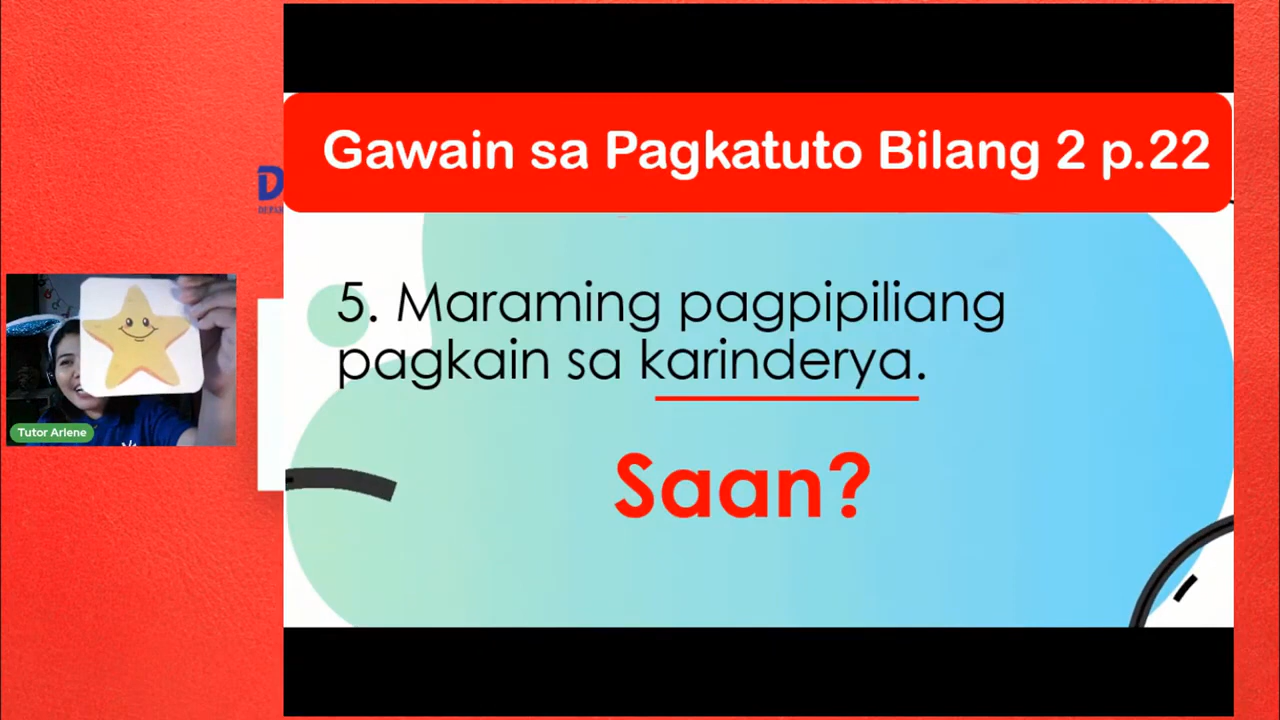 Gawain sa Pagkatuto Bilang 2 p.22
5. Maraming pagpipiliang
pagkain sa karinderya.
Saan?
Tutor Arlene